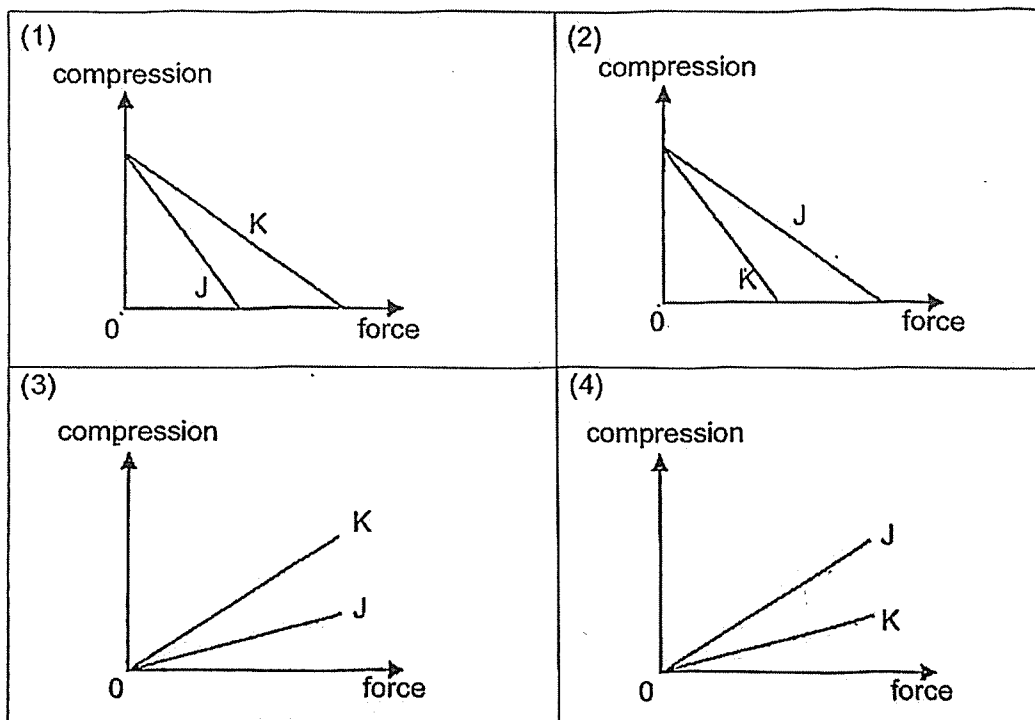 (1)
compression
K
J
0
force
(2)
compression
J
K
0
force
(3)
compression
K
J
0
force
(4)
compression
J
K
0
force